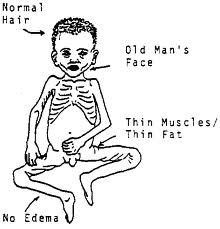 Normal
Hair
Old Man's
Face
Thin Muscles/
Thin Fat
No Edema